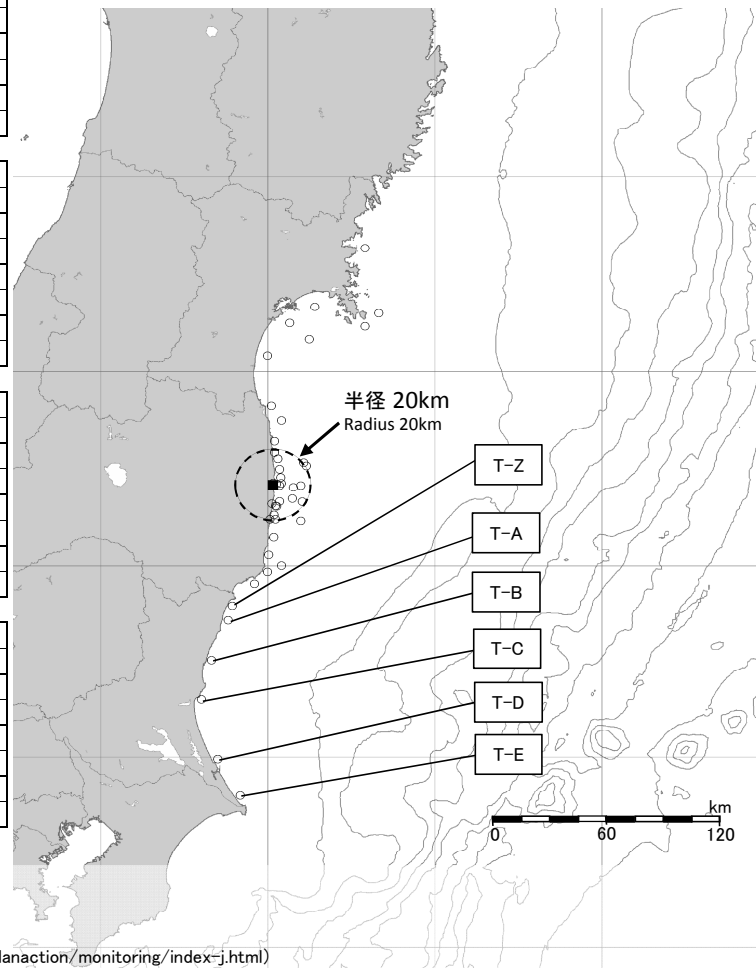 半径 20km
Radius 20km
T-Z
T-A
T-B
T-C
T-D
T-E
km
0 60 120
lanaction/monitoring/index-j.html)